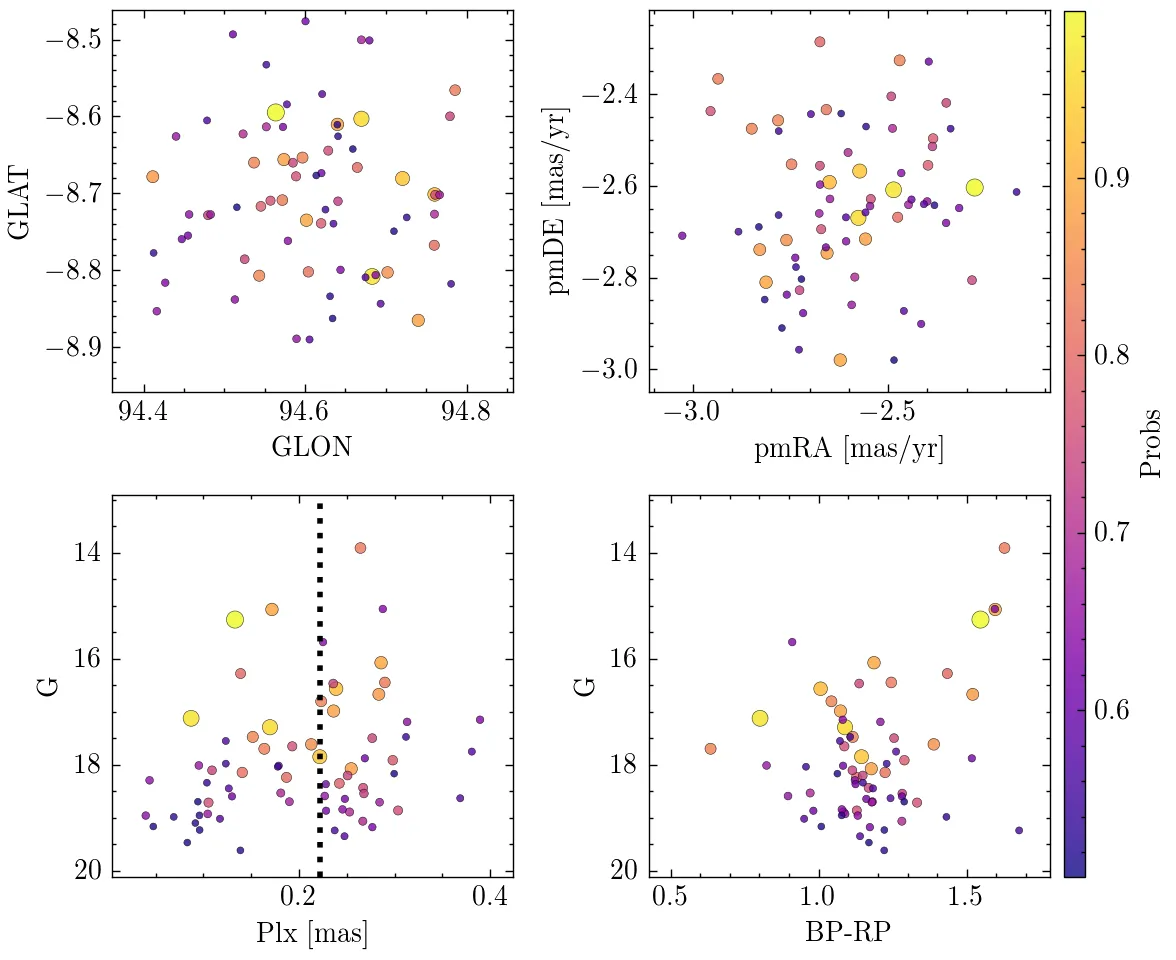 −8.5
−8.6
−8.7
−8.8
−8.9
GLAT
94.4 94.6 94.8
GLON
−2.4
−2.6
−2.8
−3.0
pmDE [mas/yr]
−3.0 −2.5
pmRA [mas/yr]
14
16
18
20
G
0.2 0.4
Plx [mas]
14
16
18
20
G
0.5 1.0 1.5
BP-RP
0.9
0.8
0.7
0.6
Probs